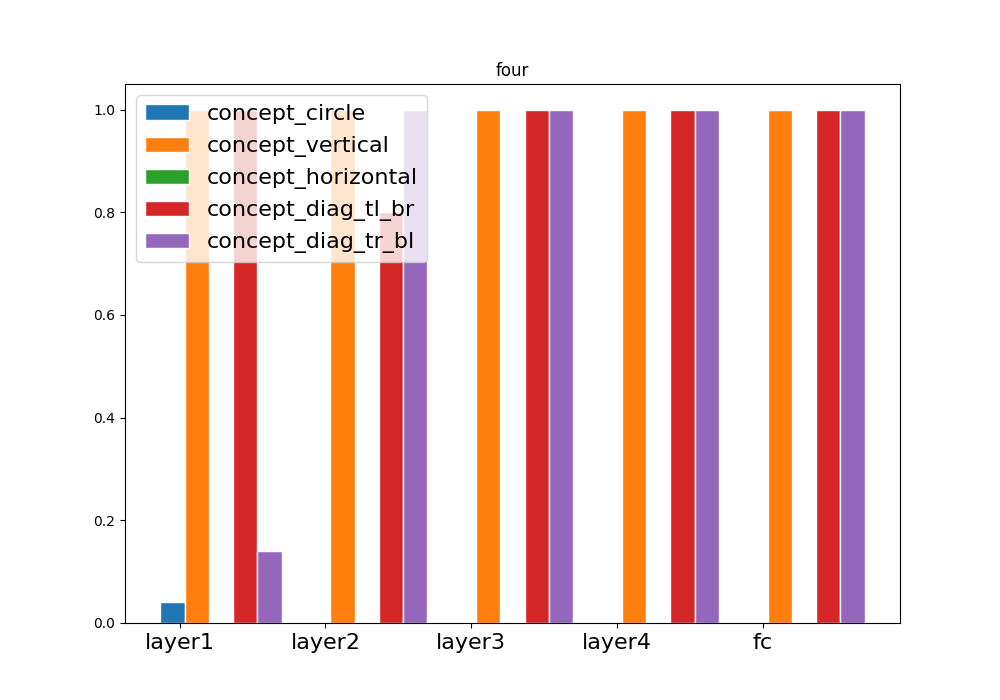 four
1.0
0.8
0.6
0.4
0.2
0.0
concept_circle
concept_vertical
concept_horizontal
concept_diag_tl_br
concept_diag_tr_bl
layer1 layer2 layer3 layer4 fc